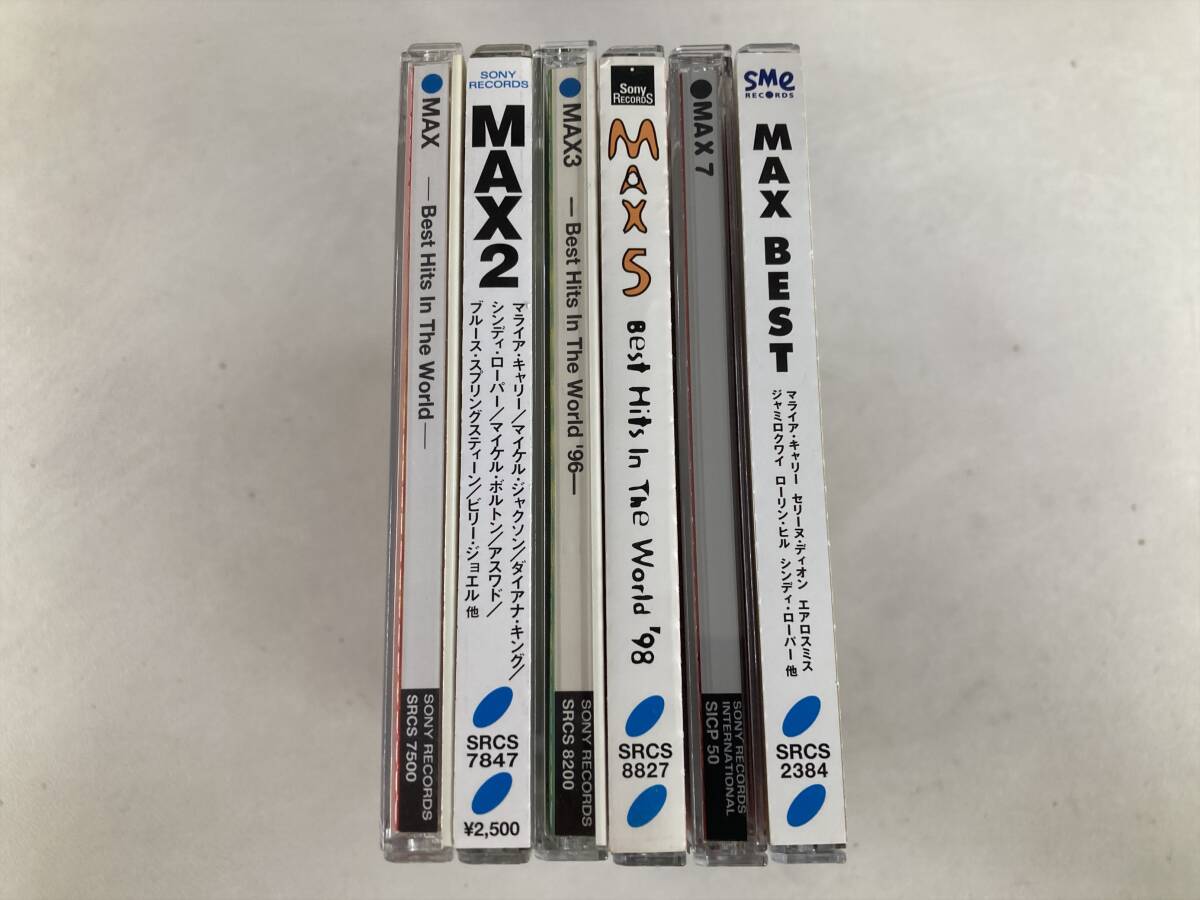 MAX —Best Hits In The World—
SONY RECORDS
SRCS 7500
SONY
RECORDS
MAX2
マライア・キャリー/マイケル・ジャクソン/ダイアナ・キング/
シンディ・ローパー/マイケル・ボルトン/アスワド/
ブルース・スプリングスティーン/ビリー・ジョエル 他
SRCS
7847
¥2,500
MAX3 —Best Hits In The World '96—
SONY RECORDS
SRCS 8200
Sony
RECORDS
MAX 5 Best Hits In The World '98
SRCS
8827
MAX 7
SONY RECORDS
INTERNATIONAL
SICP 50
SME
RECORDS
MAX BEST
マライア・キャリー セリーヌ・ディオン エアロスミス
ジャミロクワイ ローリン・ヒル シンディ・ローパー 他
SRCS
2384